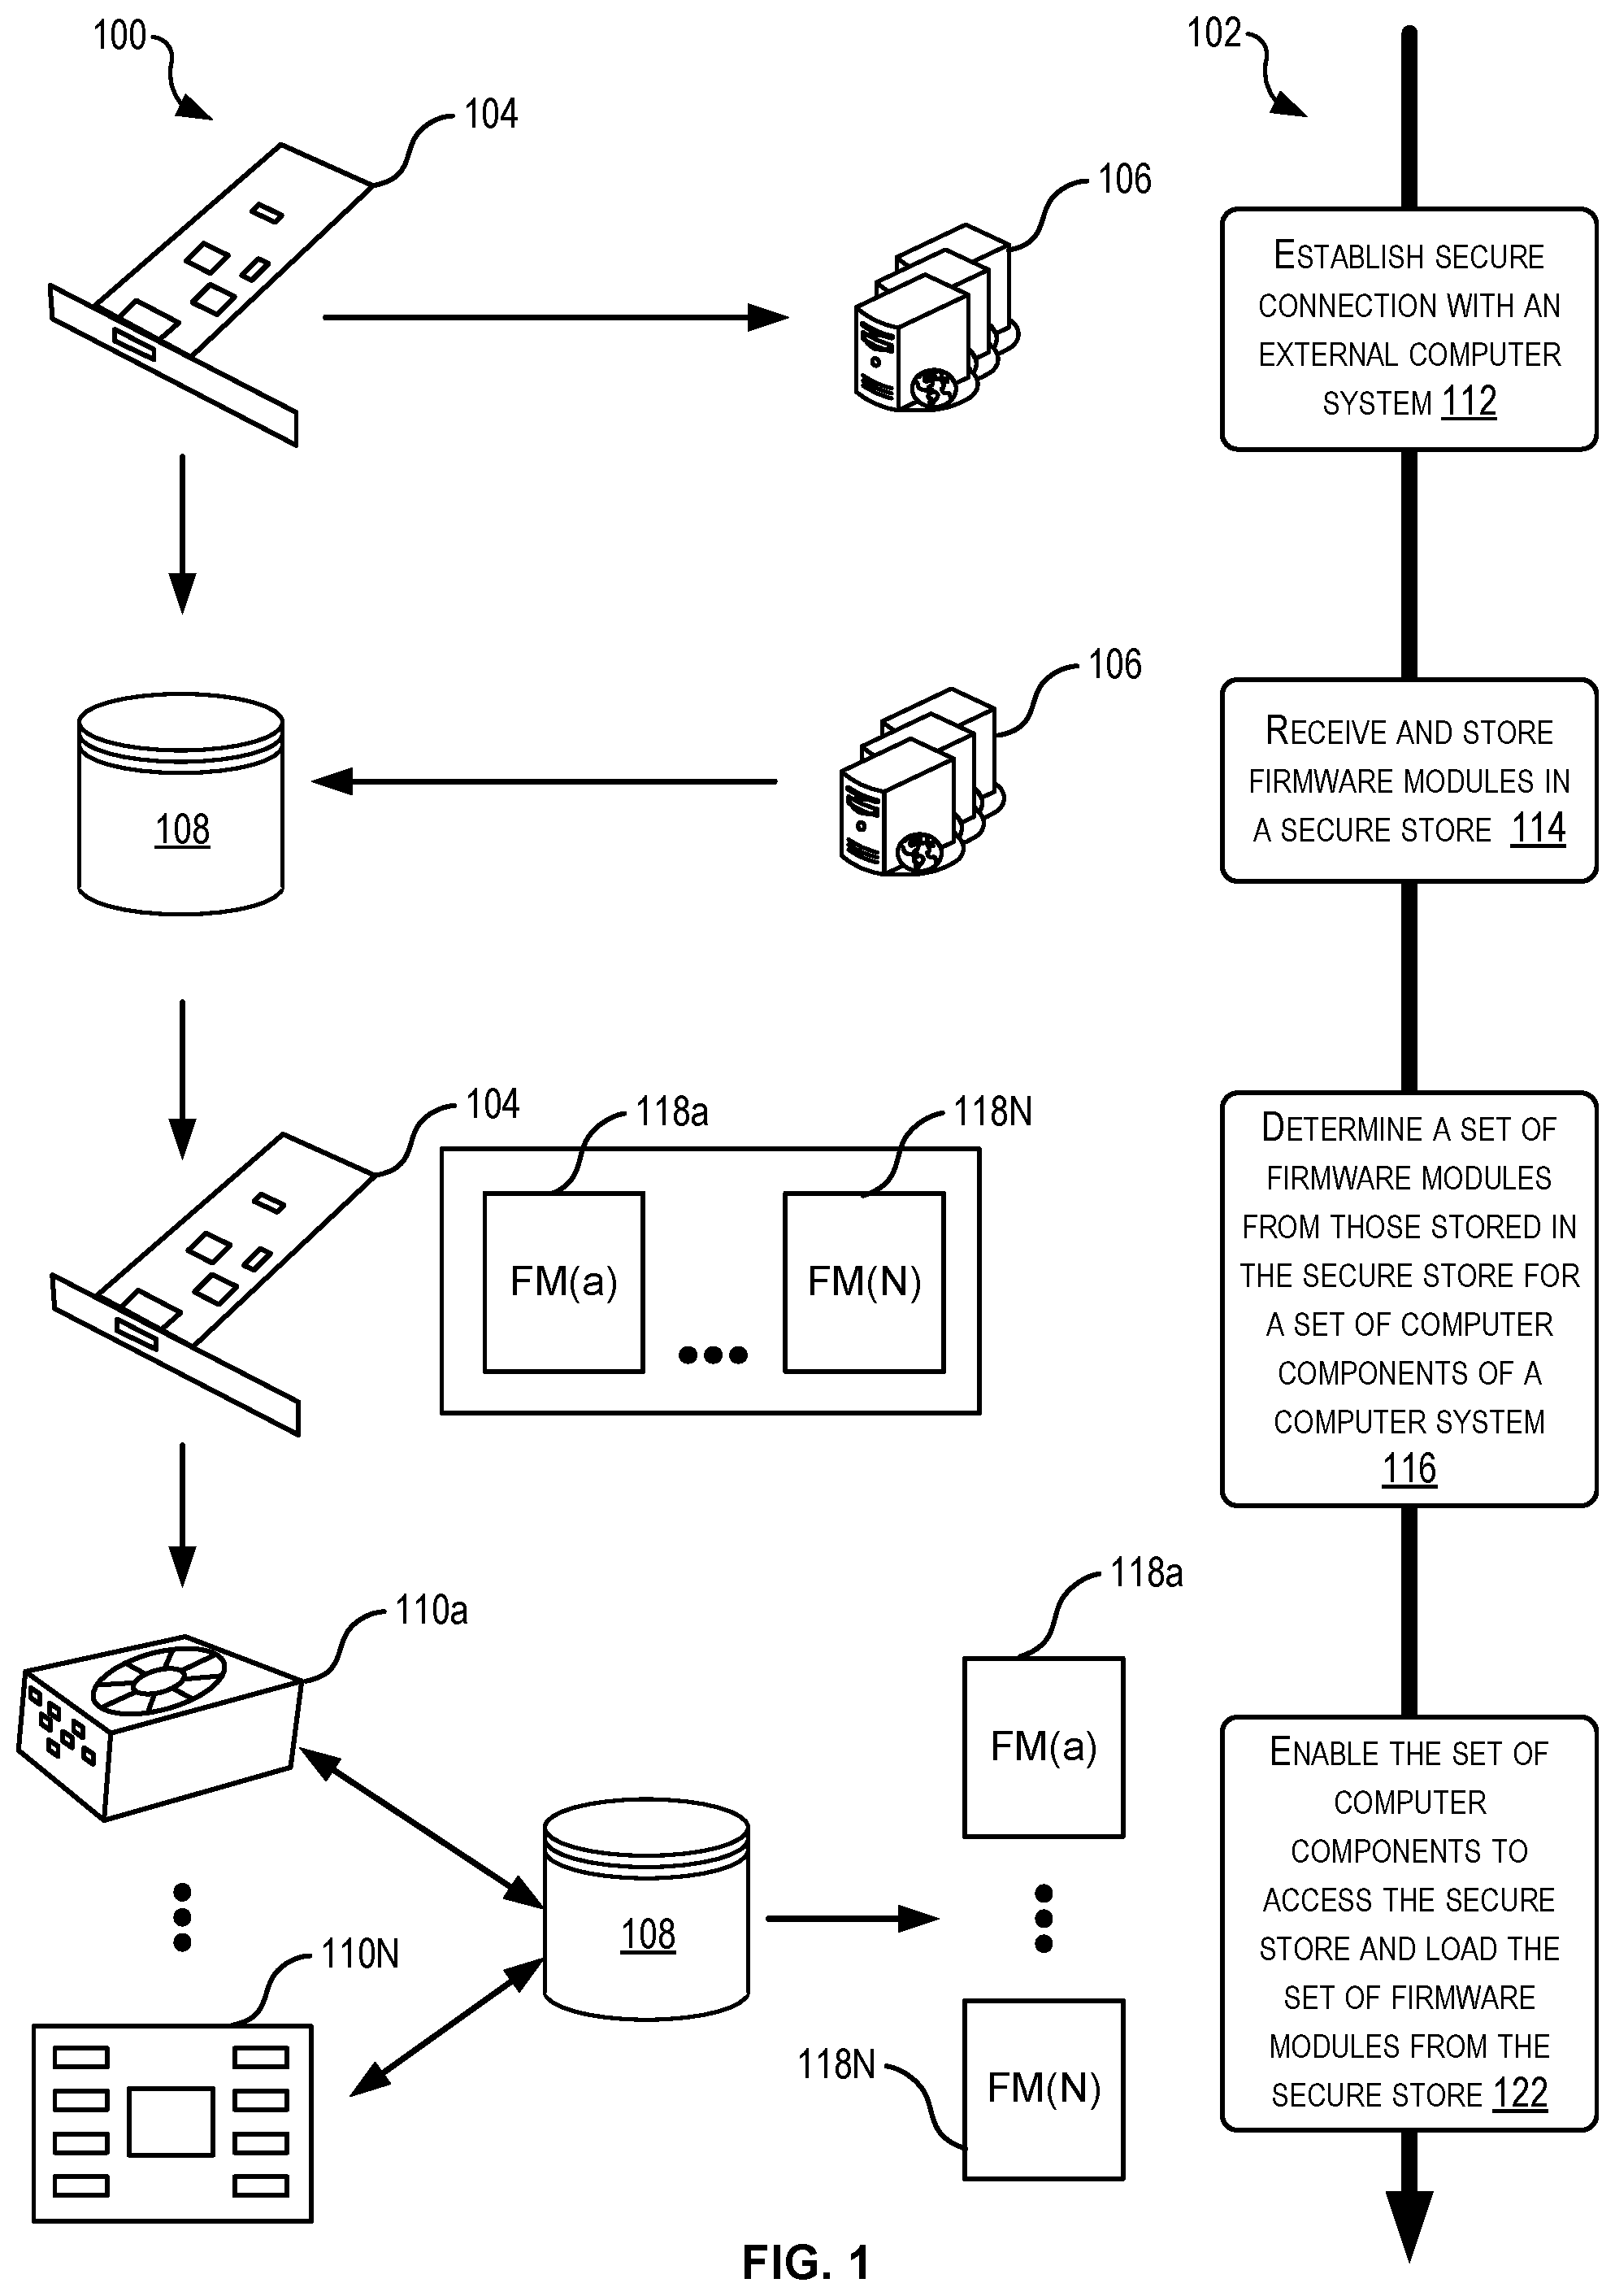 100
102
104
106
ESTABLISH SECURE
CONNECTION WITH AN
EXTERNAL COMPUTER
SYSTEM 112
106
108
RECEIVE AND STORE
FIRMWARE MODULES IN
A SECURE STORE 114
104
118a
118N
FM(a)
FM(N)
DETERMINE A SET OF
FIRMWARE MODULES
FROM THOSE STORED IN
THE SECURE STORE FOR
A SET OF COMPUTER
COMPONENTS OF A
COMPUTER SYSTEM
116
110a
118a
FM(a)
108
110N
118N
FM(N)
ENABLE THE SET OF
COMPUTER
COMPONENTS TO
ACCESS THE SECURE
STORE AND LOAD THE
SET OF FIRMWARE
MODULES FROM THE
SECURE STORE 122
FIG. 1